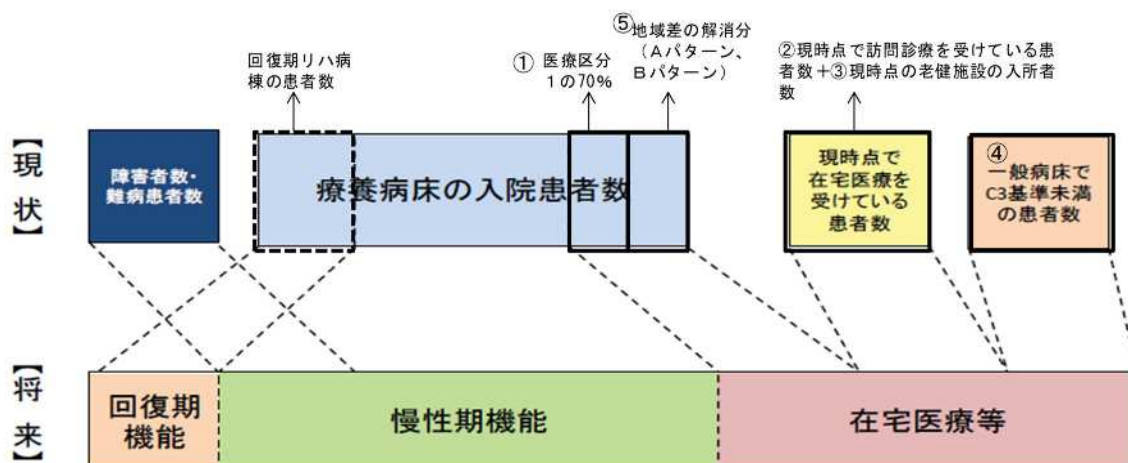 回復期リハ病
棟の患者数
① 医療区分
1の70%
⑤地域差の解消分
（Aパターン、
Bパターン）
②現時点で訪問診療を受けている患
者数＋③現時点の老健施設の入所者
数
【現状】
障害者数・
難病患者数
療養病床の入院患者数
現時点で
在宅医療を
受けている
患者数
④
一般病床で
C3基準未満
の患者数
【将来】
回復期
機能
慢性期機能
在宅医療等